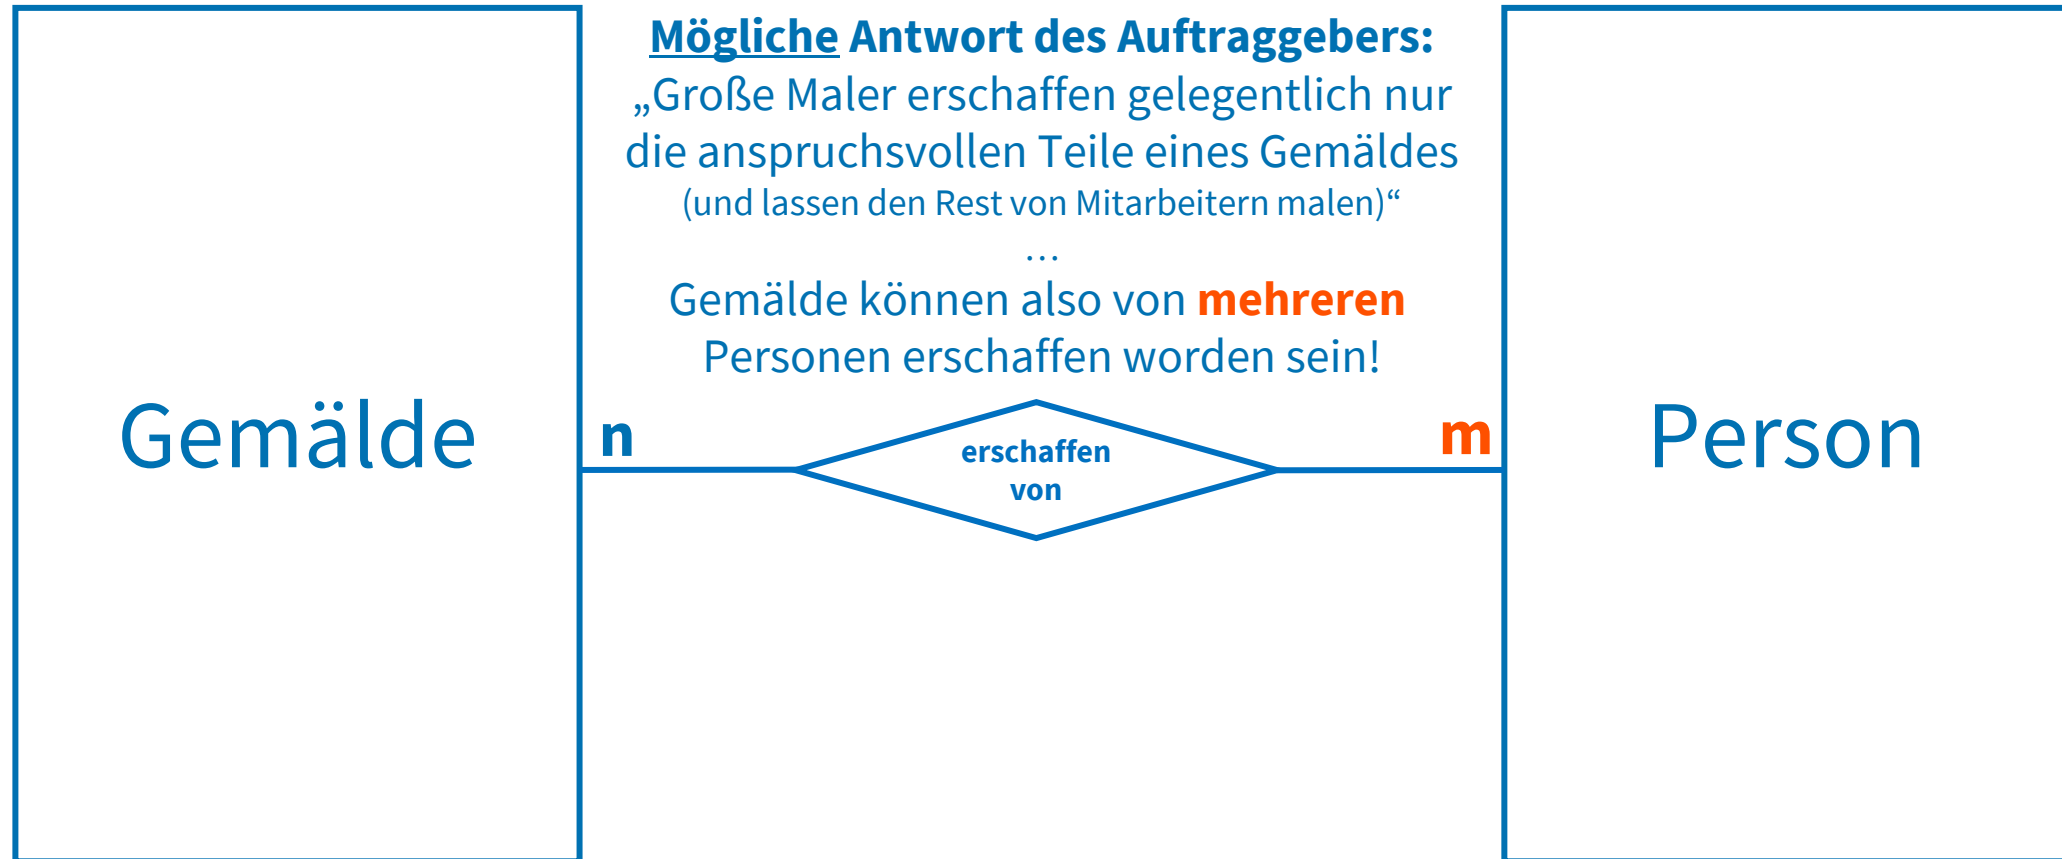 Mögliche Antwort des Auftraggebers:
„Große Maler erschaffen gelegentlich nur
die anspruchsvollen Teile eines Gemäldes
(und lassen den Rest von Mitarbeitern malen)“
…
Gemälde können also von mehreren
Personen erschaffen worden sein!
Gemälde
n
erschaffen
von
m
Person